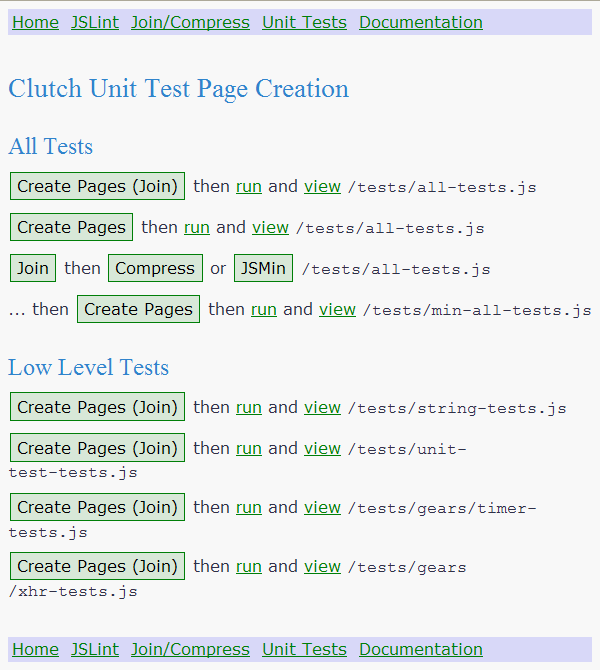 Home JSLint Join/Compress Unit Tests Documentation
Clutch Unit Test Page Creation
All Tests
Create Pages (Join) then run and view /tests/all-tests.js
Create Pages then run and view /tests/all-tests.js
Join then Compress or JSMin /tests/all-tests.js
... then Create Pages then run and view /tests/min-all-tests.js
Low Level Tests
Create Pages (Join) then run and view /tests/string-tests.js
Create Pages (Join) then run and view /tests/unit-
test-tests.js
Create Pages (Join) then run and view /tests/gears/timer-
tests.js
Create Pages (Join) then run and view /tests/gears
/xhr-tests.js
Home JSLint Join/Compress Unit Tests Documentation